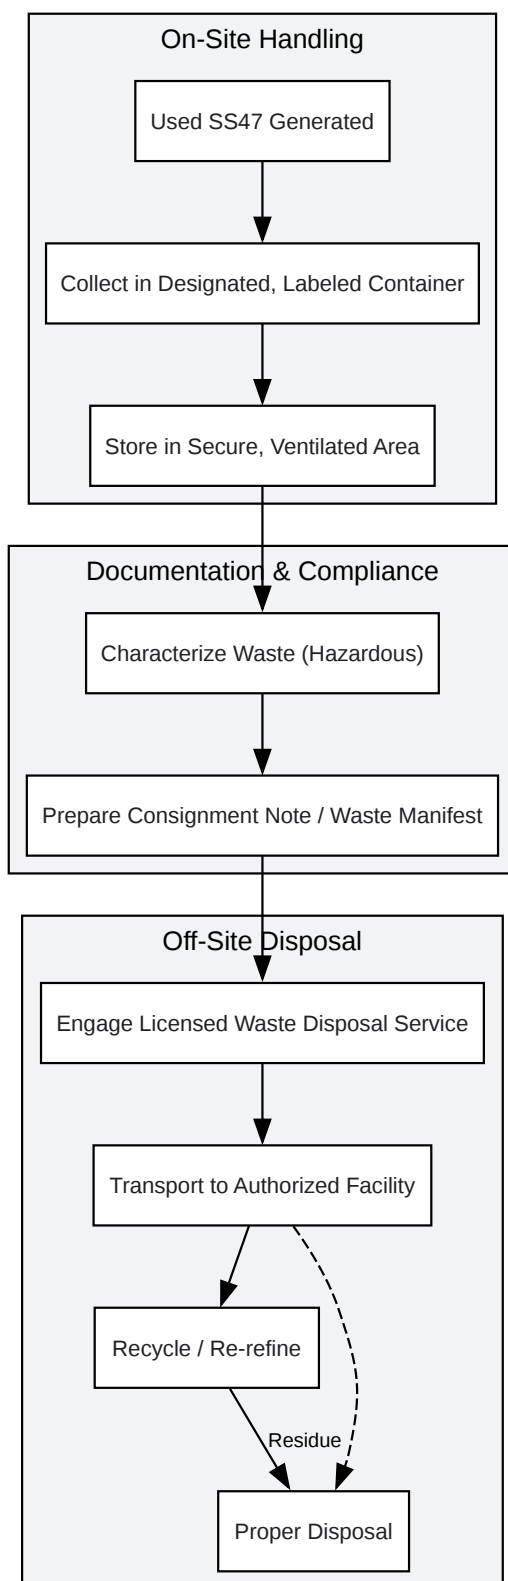 On-Site Handling
Used SS47 Generated
Collect in Designated, Labeled Container
Store in Secure, Ventilated Area
Documentation & Compliance
Characterize Waste (Hazardous)
Prepare Consignment Note / Waste Manifest
Off-Site Disposal
Engage Licensed Waste Disposal Service
Transport to Authorized Facility
Recycle / Re-refine
Residue
Proper Disposal